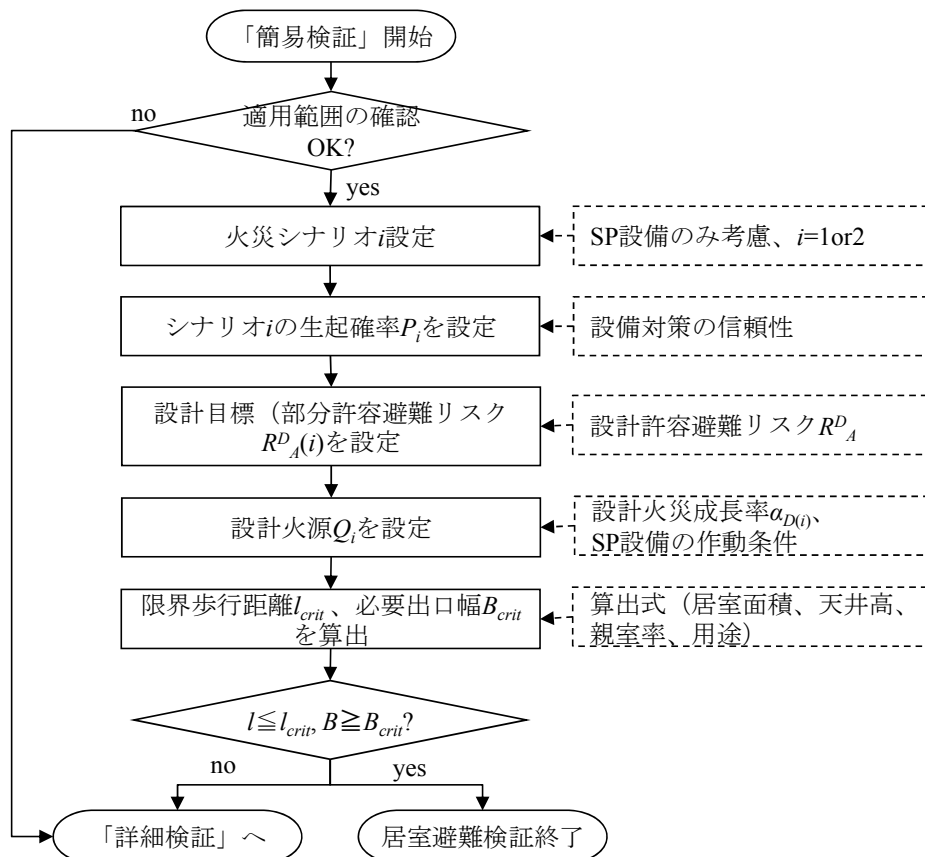 「簡易検証」開始
適用範囲の確認
OK?
no
yes
火災シナリオi設定
SP設備のみ考慮、i=1or2
シナリオiの生起確率Piを設定
設備対策の信頼性
設計目標（部分許容避難リスク
RDA(i)を設定
設計許容避難リスクRDA
設計火源Qiを設定
設計火災成長率αD(i)、
SP設備の作動条件
限界歩行距離lcrit、必要出口幅Bcrit
を算出
算出式（居室面積、天井高、
親室率、用途）
l≦lcrit, B≧Bcrit?
no
yes
「詳細検証」へ
居室避難検証終了